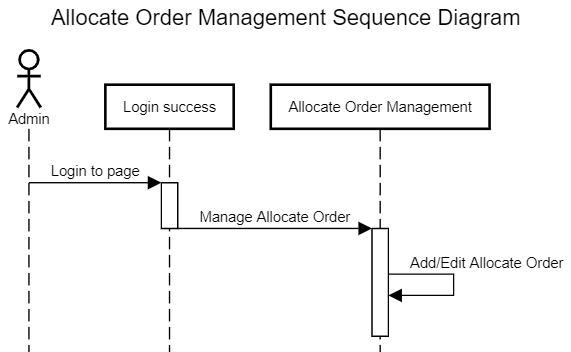 Allocate Order Management Sequence Diagram
Admin
Login success
Allocate Order Management
Login to page
Manage Allocate Order
Add/Edit Allocate Order